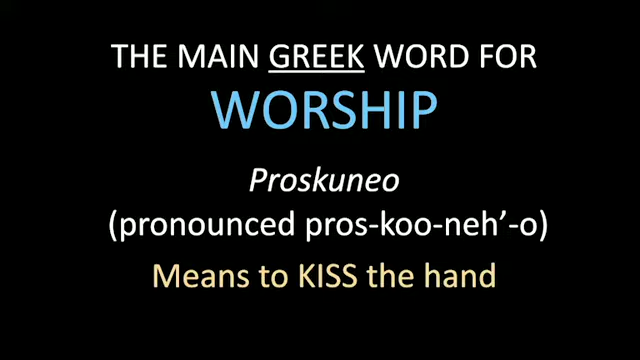 THE MAIN GREEK WORD FOR
WORSHIP
Proskuneo
(pronounced pros-koo-neh’-o)
Means to KISS the hand